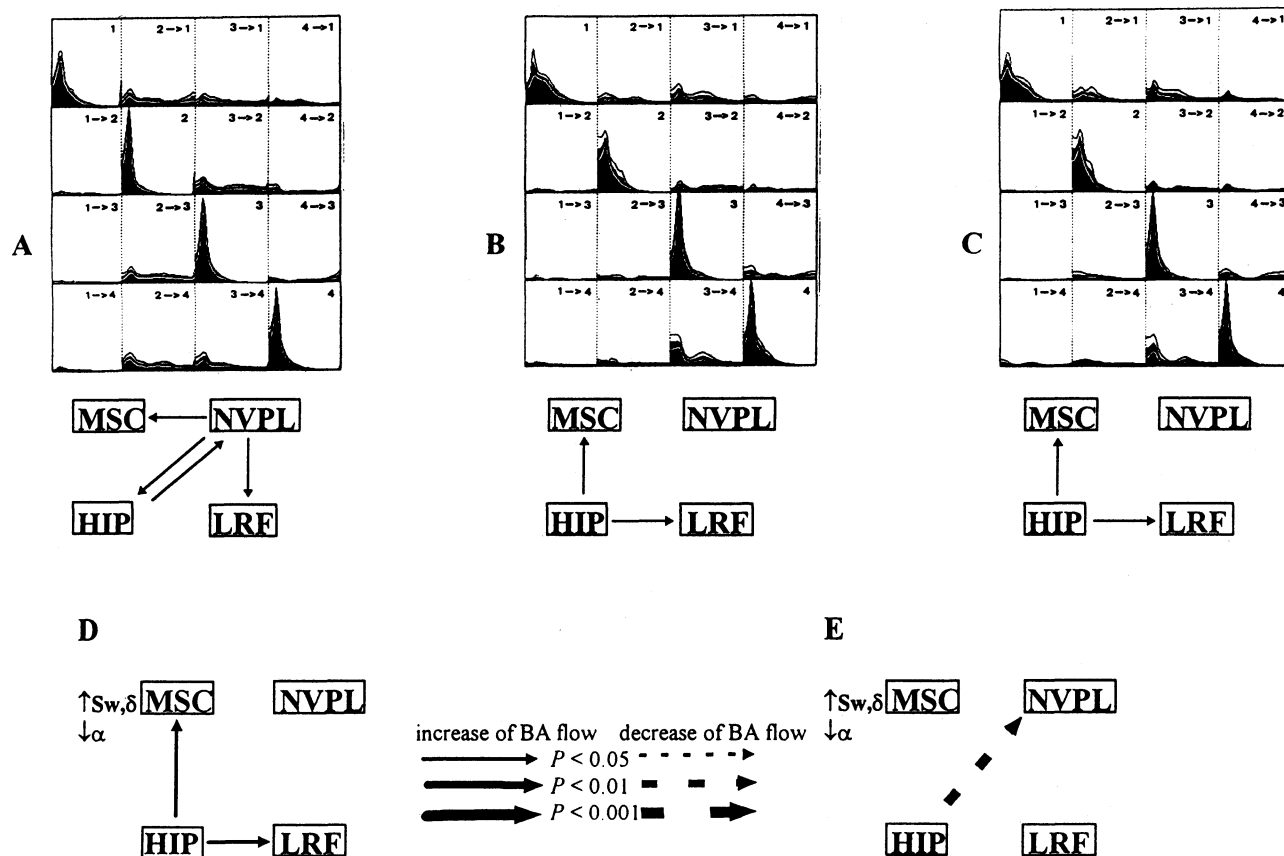 1 2→1 3→1 4→1
1→2 2 3→2 4→2
1→3 2→3 3 4→3
1→4 2→4 3→4 4
A
MSC NVPL
HIP LRF
1 2→1 3→1 4→1
1→2 2 3→2 4→2
1→3 2→3 3 4→3
1→4 2→4 3→4 4
B
MSC NVPL
HIP LRF
1 2→1 3→1 4→1
1→2 2 3→2 4→2
1→3 2→3 3 4→3
1→4 2→4 3→4 4
C
MSC NVPL
HIP LRF
D
↑Sw,δ MSC NVPL
↓α
HIP LRF
increase of BA flow decrease of BA flow
P < 0.05
P < 0.01
P < 0.001
E
↑Sw,δ MSC NVPL
↓α
HIP LRF